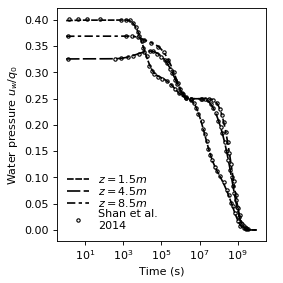 0.40
0.35
0.30
0.25
0.20
0.15
0.10
0.05
0.00
Water pressure u_w/q_0
z = 1.5m
z = 4.5m
z = 8.5m
Shan et al.
2014
10^1 10^3 10^5 10^7 10^9
Time (s)